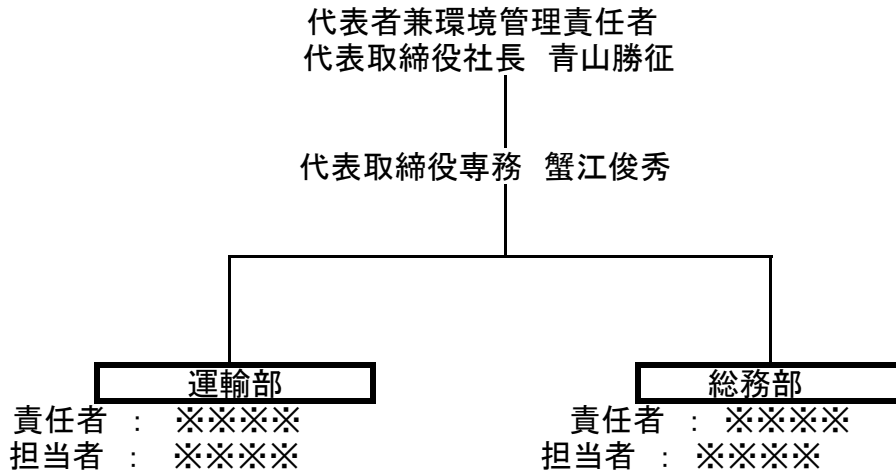 代表者兼環境管理責任者
代表取締役社長　青山勝征
代表取締役専務　蟹江俊秀
運輸部
責任者　：　※※※※
担当者　：　※※※※
総務部
責任者　：　※※※※
担当者　：　※※※※